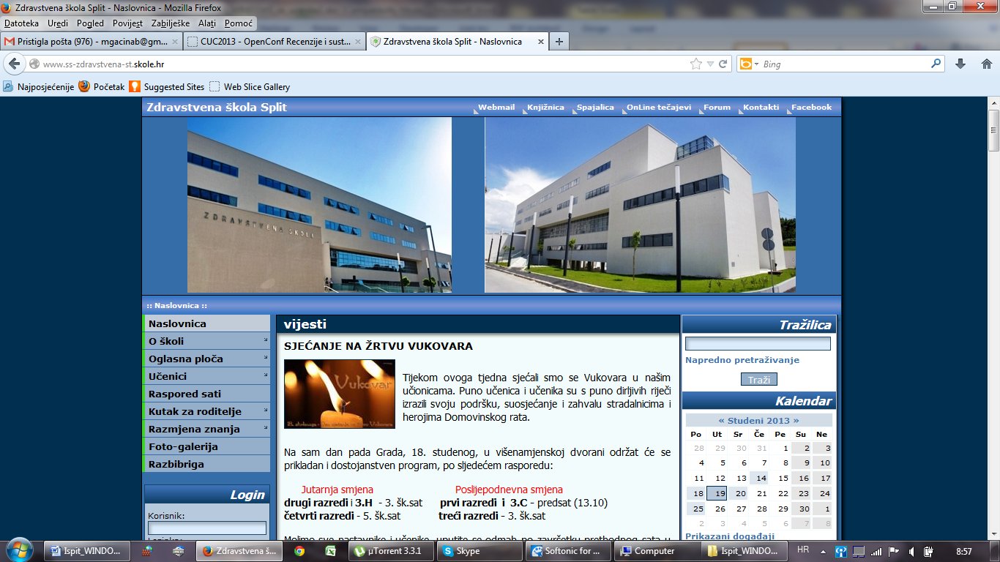 Zdravstvena škola Split - Naslovnica - Mozilla Firefox
Datoteka Uredi Pogled Povijest Zabilješke Alati Pomoć
Pristigla pošta (976) - mgacinab@gm... CUC2013 - OpenConf Recenzije i sust... Zdravstvena škola Split - Naslovnica
www.ss-zdravstvena-st.skole.hr Bing
Najposjećenije Početak Suggested Sites Web Slice Gallery
Zdravstvena škola Split Webmail Knjižnica Spajalica OnLine tečajevi Forum Kontakti Facebook
ZDRAVSTVENA ŠKOLA
:: Naslovnica ::
Naslovnica
O školi
Oglasna ploča
Učenici
Raspored sati
Kutak za roditelje
Razmjena znanja
Foto-galerija
Razbibriga
Login
Korisnik:
vijesti
SJEĆANJE NA ŽRTVU VUKOVARA
Vukovar
Tijekom ovoga tjedna sjećali smo se Vukovara u našim
učionicama. Puno učenica i učenika su s puno dirljivih riječi
izrazili svoju podršku, suosjećanje i zahvalu stradalnicima i
herojima Domovinskog rata.
Na sam dan pada Grada, 18. studenog, u višenamjenskoj dvorani održat će se
prikladan i dostojanstven program, po sljedećem rasporedu:
Jutarnja smjena Poslijepodnevna smjena
drugi razredi i 3.H - 3. šk.sat prvi razredi i 3.C – predsat (13.10)
četvrti razredi - 5. šk.sat treći razredi – 3. šk.sat
Molimo sve nastavnike i učenike, uputite se odmah po završetku prethodnog sata u
Tražilica
Napredno pretraživanje
Traži
Kalendar
« Studeni 2013 »
Po Ut Sr Če Pe Su Ne
28 29 30 31 1 2 3
4 5 6 7 8 9 10
11 12 13 14 15 16 17
18 19 20 21 22 23 24
25 26 27 28 29 30 1
2 3 4 5 6 7 8
Prikazani događaji
Ispit_WINDO... Zdravstvena š... µTorrent 3.3.1 Skype Softonic for ... Computer Ispit_WINDO... HR 8:57